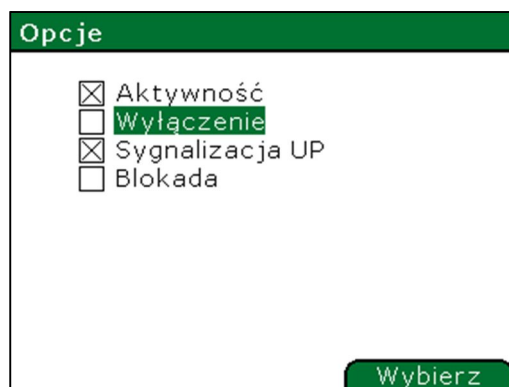 Opcje
Aktywność
Wyłączenie
Sygnalizacja UP
Blokada
Wybierz